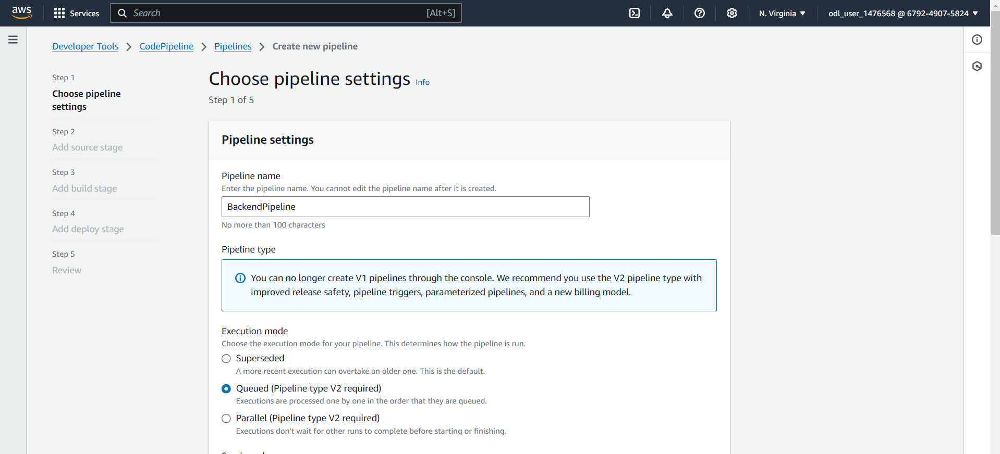 aws
Services
Search
[Alt+S]
N. Virginia
odl_user_1476568 @ 6792-4907-5824
Developer Tools
CodePipeline
Pipelines
Create new pipeline
Step 1
Choose pipeline
settings
Step 2
Add source stage
Step 3
Add build stage
Step 4
Add deploy stage
Step 5
Review
Choose pipeline settings Info
Step 1 of 5
Pipeline settings
Pipeline name
Enter the pipeline name. You cannot edit the pipeline name after it is created.
BackendPipeline
No more than 100 characters
Pipeline type
You can no longer create V1 pipelines through the console. We recommend you use the V2 pipeline type with
improved release safety, pipeline triggers, parameterized pipelines, and a new billing model.
Execution mode
Choose the execution mode for your pipeline. This determines how the pipeline is run.
Superseded
A more recent execution can overtake an older one. This is the default.
Queued (Pipeline type V2 required)
Executions are processed one by one in the order that they are queued.
Parallel (Pipeline type V2 required)
Executions don't wait for other runs to complete before starting or finishing.